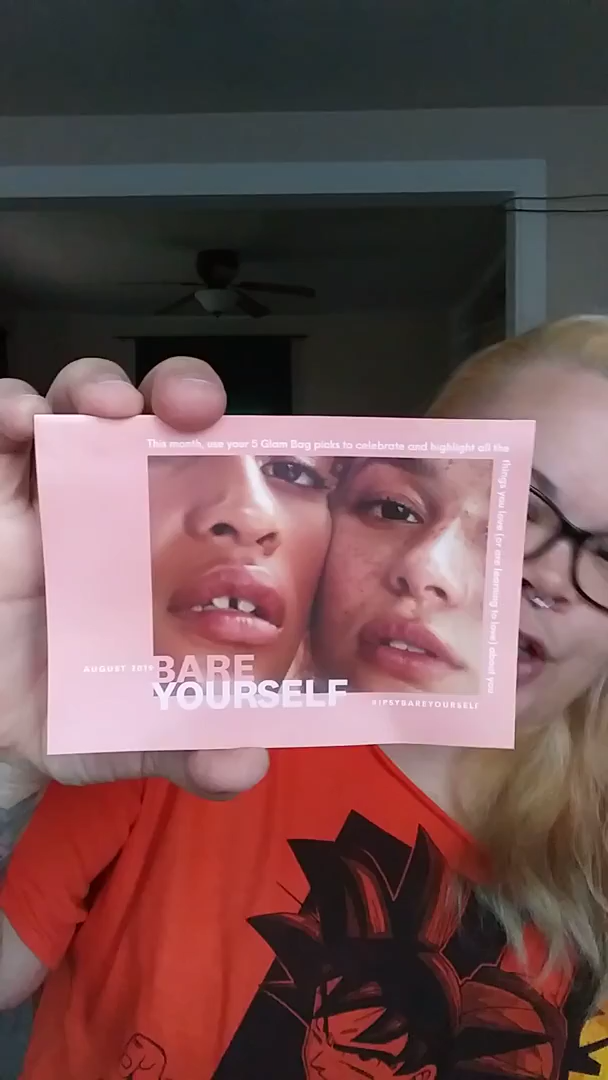 This month, use your 5 Glam Bag picks to celebrate and highlight all the
things you love (or are learning to love) about you
AUGUST 2019
BARE
YOURSELF
#IPSYBAREYOURSELF